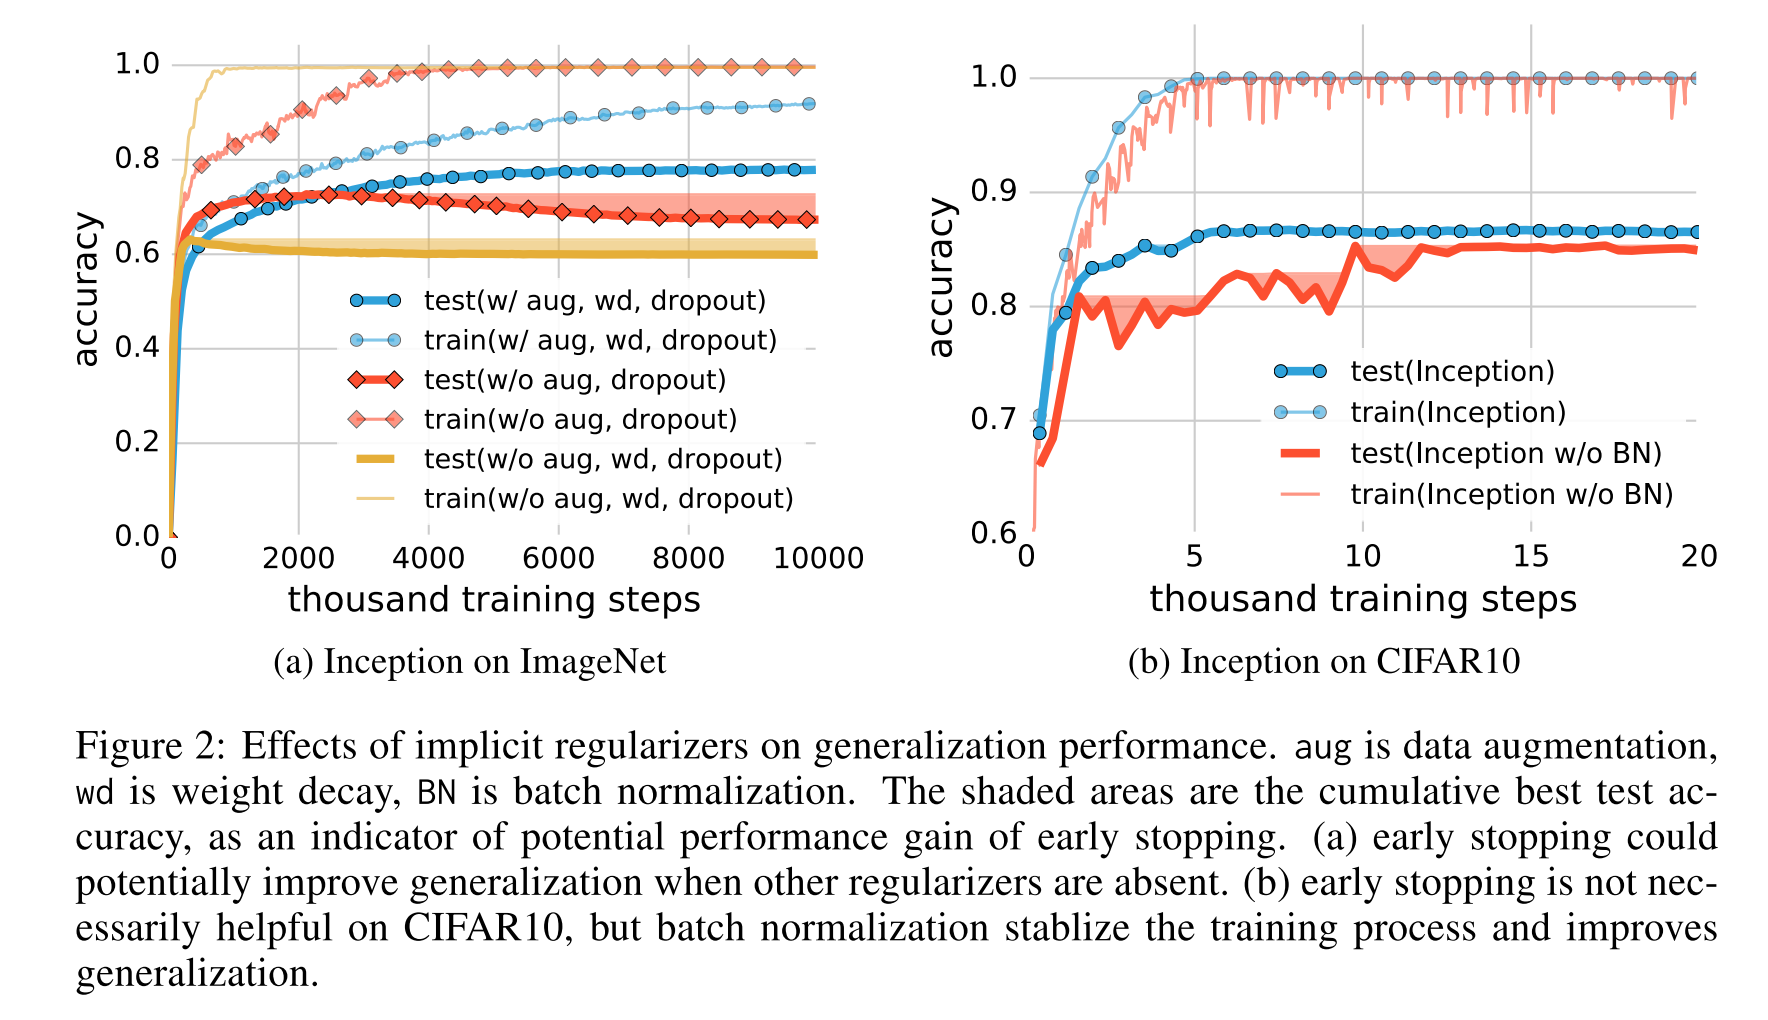 1.0
0.8
0.6
0.4
0.2
0.0
accuracy
test(w/ aug, wd, dropout)
train(w/ aug, wd, dropout)
test(w/o aug, dropout)
train(w/o aug, dropout)
test(w/o aug, wd, dropout)
train(w/o aug, wd, dropout)
0 2000 4000 6000 8000 10000
thousand training steps
(a) Inception on ImageNet
1.0
0.9
0.8
0.7
0.6
accuracy
test(Inception)
train(Inception)
test(Inception w/o BN)
train(Inception w/o BN)
0 5 10 15 20
thousand training steps
(b) Inception on CIFAR10
Figure 2: Effects of implicit regularizers on generalization performance. aug is data augmentation,
wd is weight decay, BN is batch normalization. The shaded areas are the cumulative best test ac-
curacy, as an indicator of potential performance gain of early stopping. (a) early stopping could
potentially improve generalization when other regularizers are absent. (b) early stopping is not nec-
essarily helpful on CIFAR10, but batch normalization stablize the training process and improves
generalization.